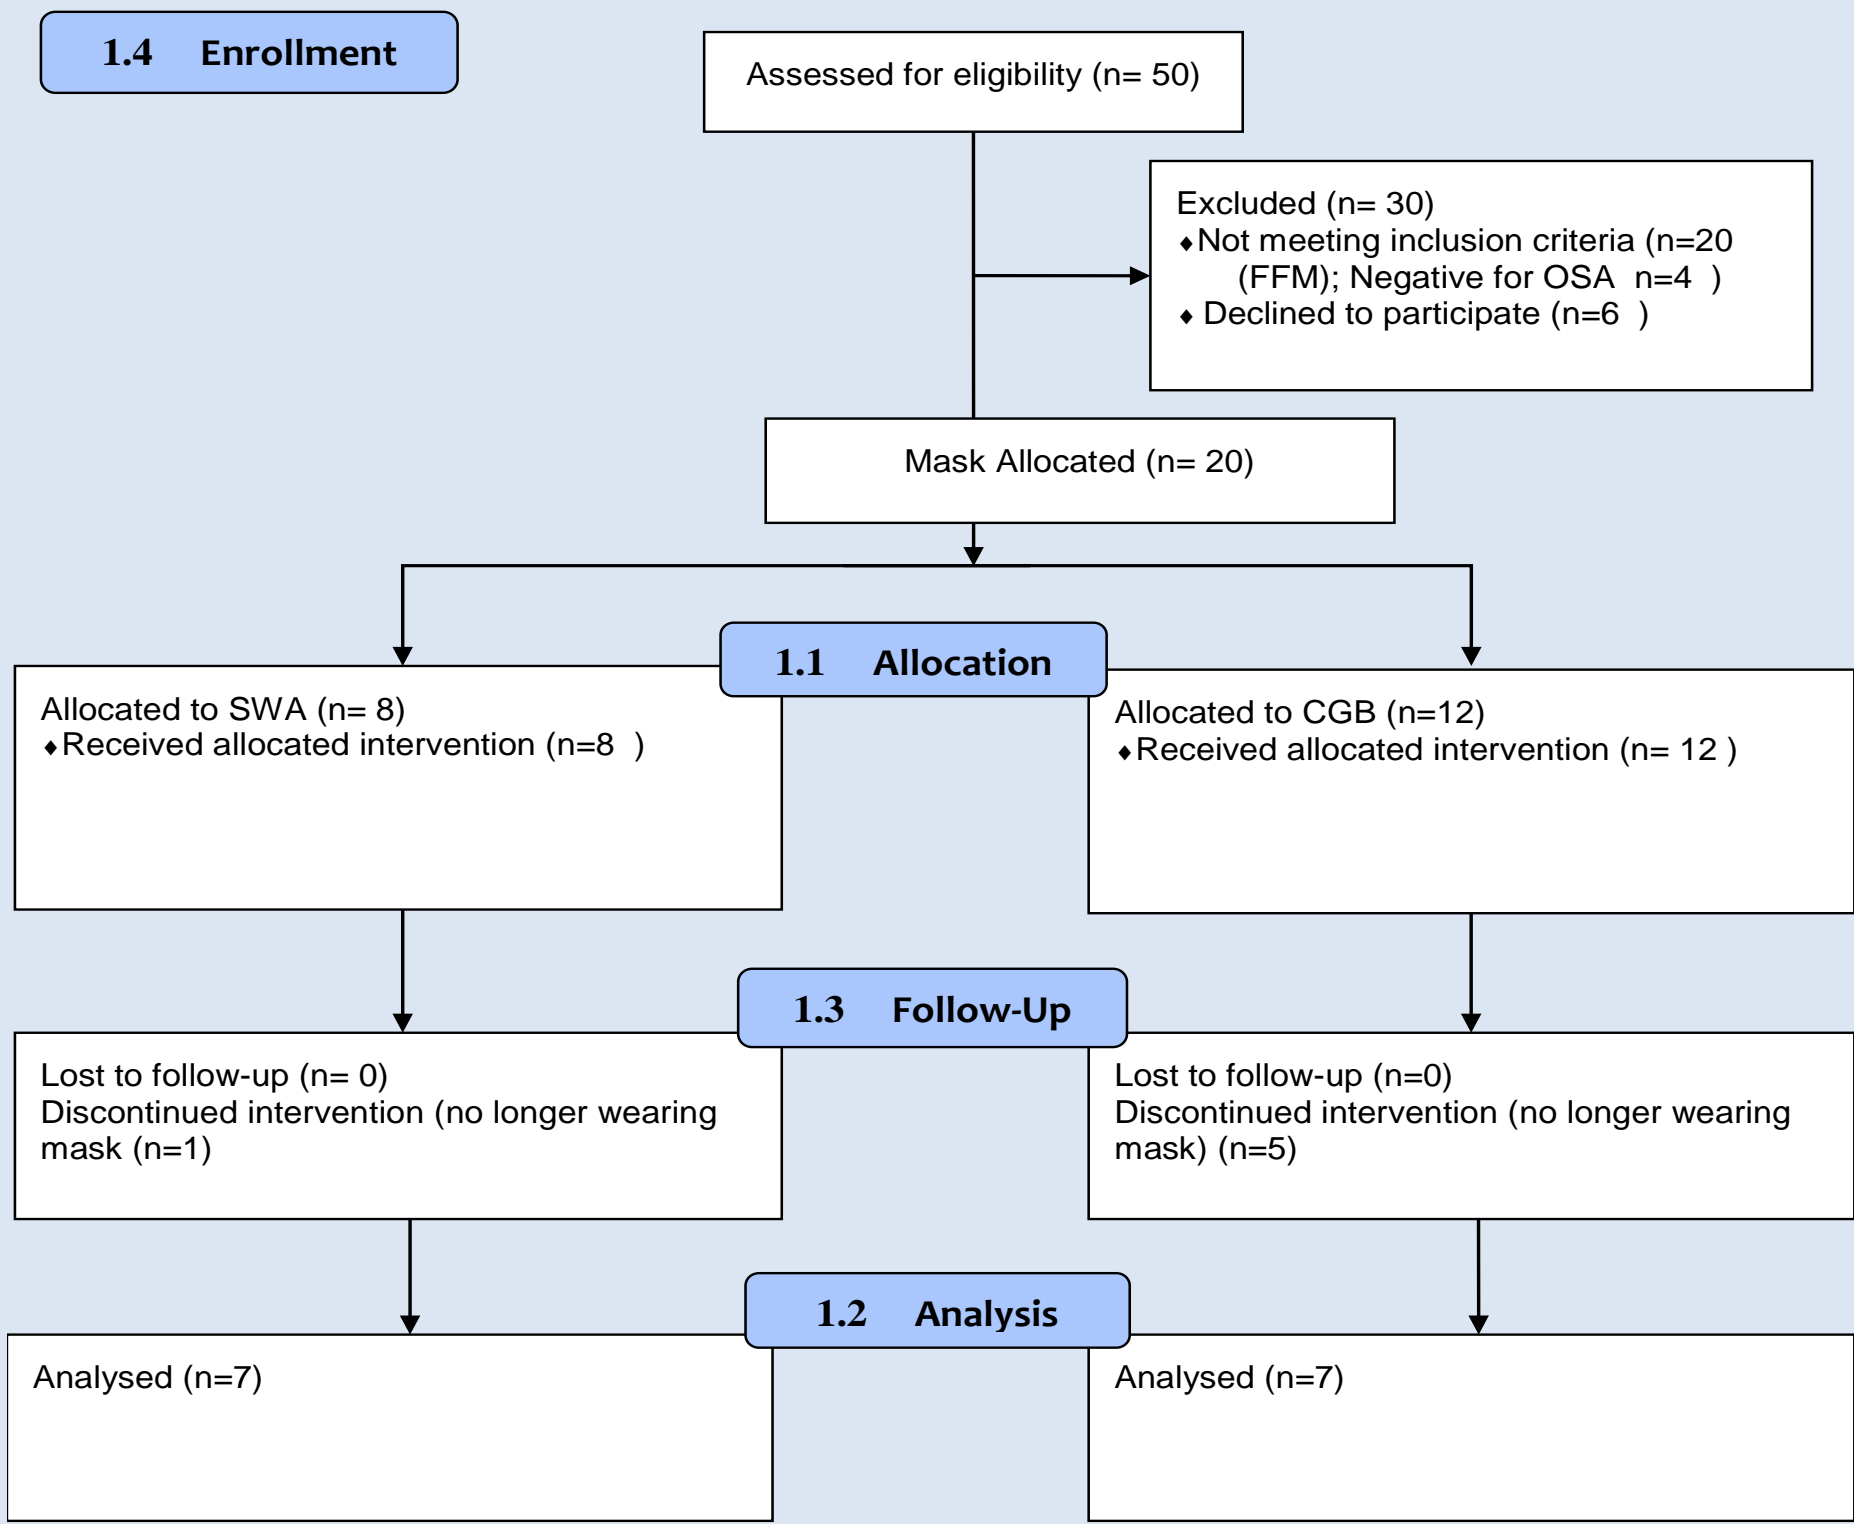 1.4 Enrollment
Assessed for eligibility (n= 50)
Excluded (n= 30)
♦Not meeting inclusion criteria (n=20
(FFM); Negative for OSA n=4 )
♦ Declined to participate (n=6 )
Mask Allocated (n= 20)
1.1 Allocation
Allocated to SWA (n= 8)
♦Received allocated intervention (n=8 )
Allocated to CGB (n=12)
♦Received allocated intervention (n= 12 )
1.3 Follow-Up
Lost to follow-up (n= 0)
Discontinued intervention (no longer wearing
mask (n=1)
Lost to follow-up (n=0)
Discontinued intervention (no longer wearing
mask) (n=5)
1.2 Analysis
Analysed (n=7)
Analysed (n=7)